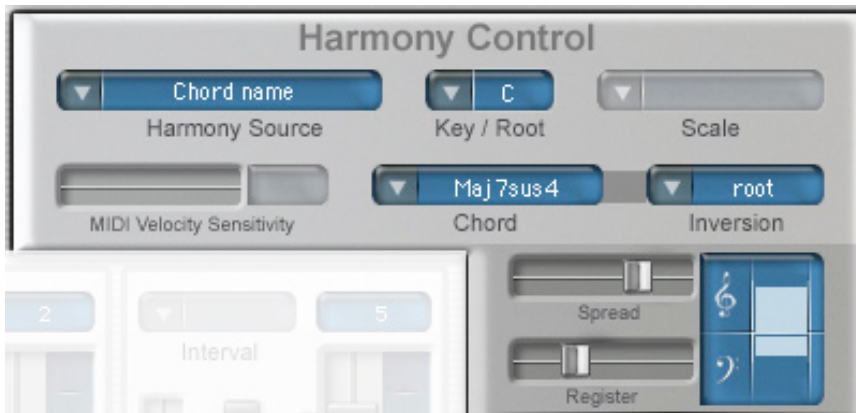 Harmony Control
Chord name C
Harmony Source Key / Root Scale
Maj7sus4 root
MIDI Velocity Sensitivity Chord Inversion
Spread
2 5
Interval
Register